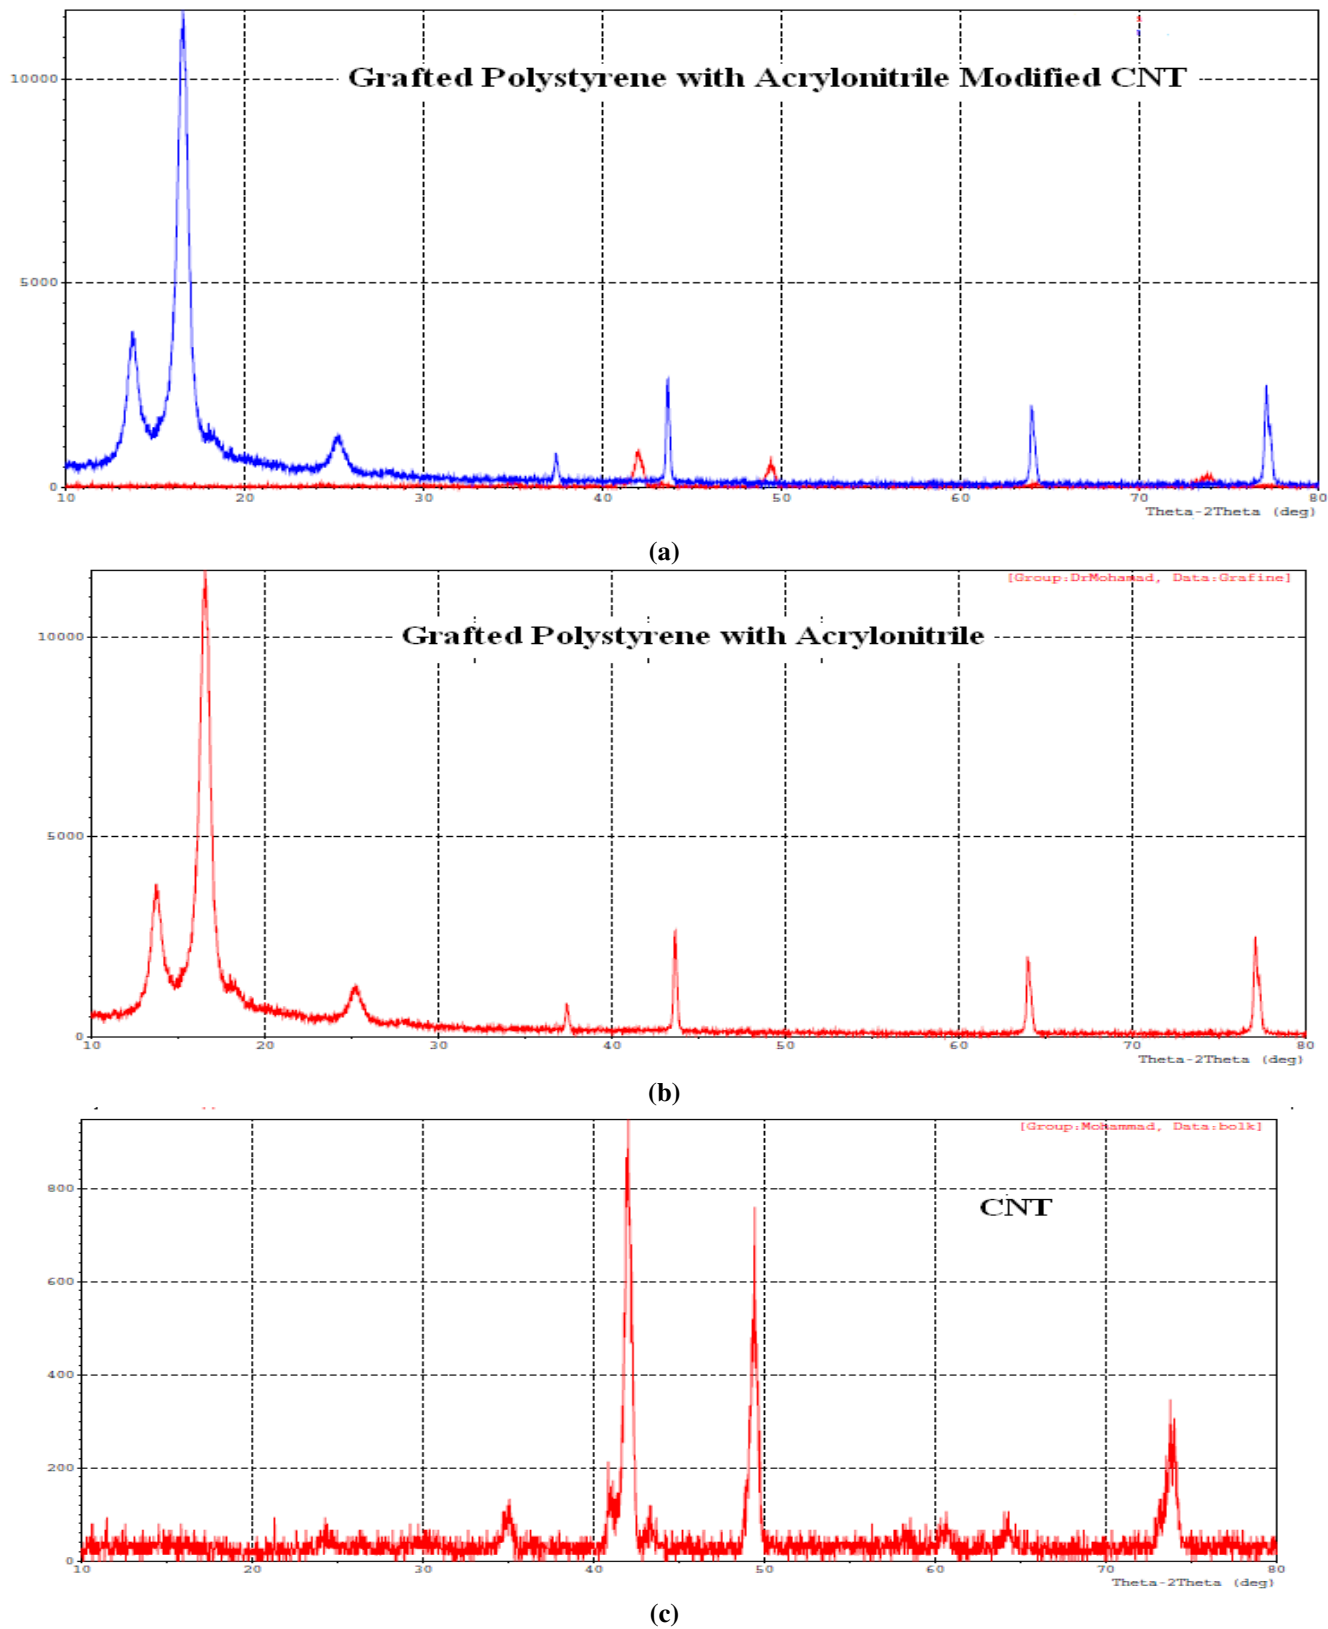 10000
Grafted Polystyrene with Acrylonitrile Modified CNT
5000
0
10 20 30 40 50 60 70 80
Theta-2Theta (deg)
(a)
[Group:DrMohamad, Data:Grafine]
10000
Grafted Polystyrene with Acrylonitrile
5000
0
10 20 30 40 50 60 70 80
Theta-2Theta (deg)
(b)
[Group:Mohammad, Data:bolk]
800
CNT
600
400
200
0
10 20 30 40 50 60 70 80
Theta-2Theta (deg)
(c)